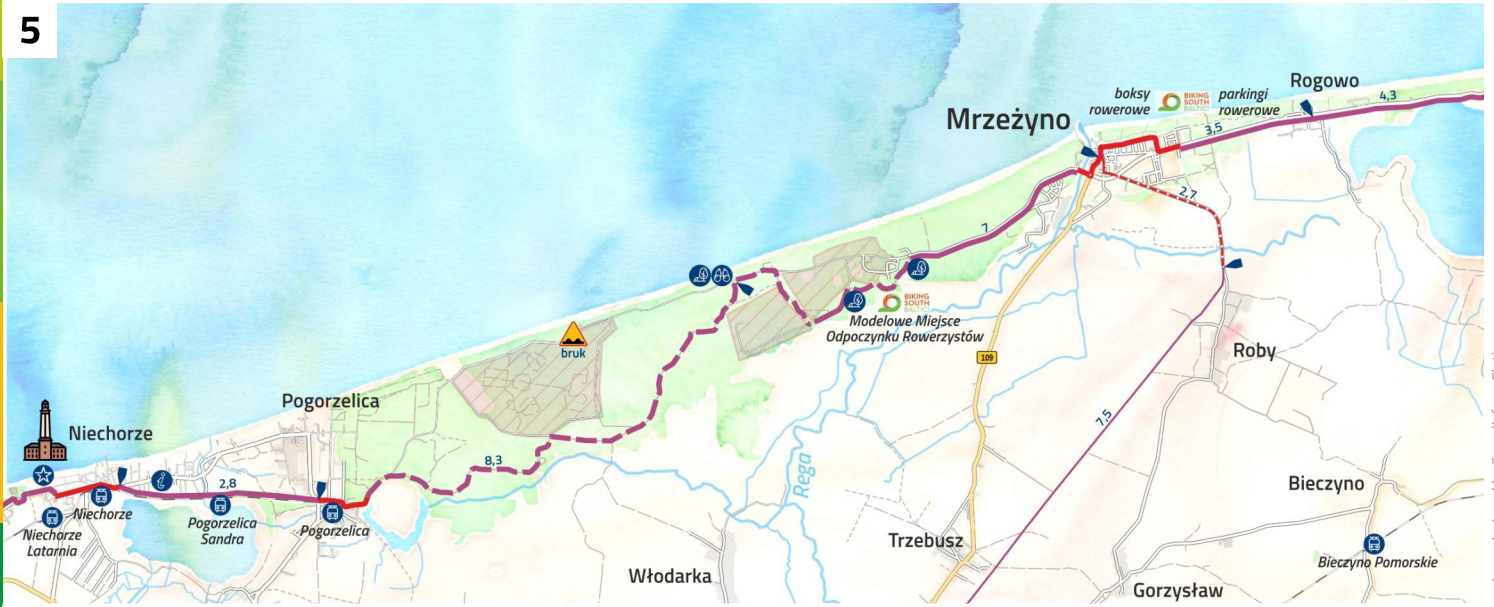 5
Rogowo
4,3
boksy
rowerowe
BIKING
SOUTH
BALTIC!
parkingi
rowerowe
3,5
Mrzeżyno
2,7
7
BIKING
SOUTH
BALTIC!
Modelowe Miejsce
Odpoczynku Rowerzystów
bruk
109
Roby
Pogorzelica
Niechorze
7,5
8,3
Rega
2,8
Bieczyno
Niechorze
Pogorzelica
Sandra
Pogorzelica
Niechorze
Latarnia
Trzebusz
Bieczyno Pomorskie
Włodarka
Gorzysław